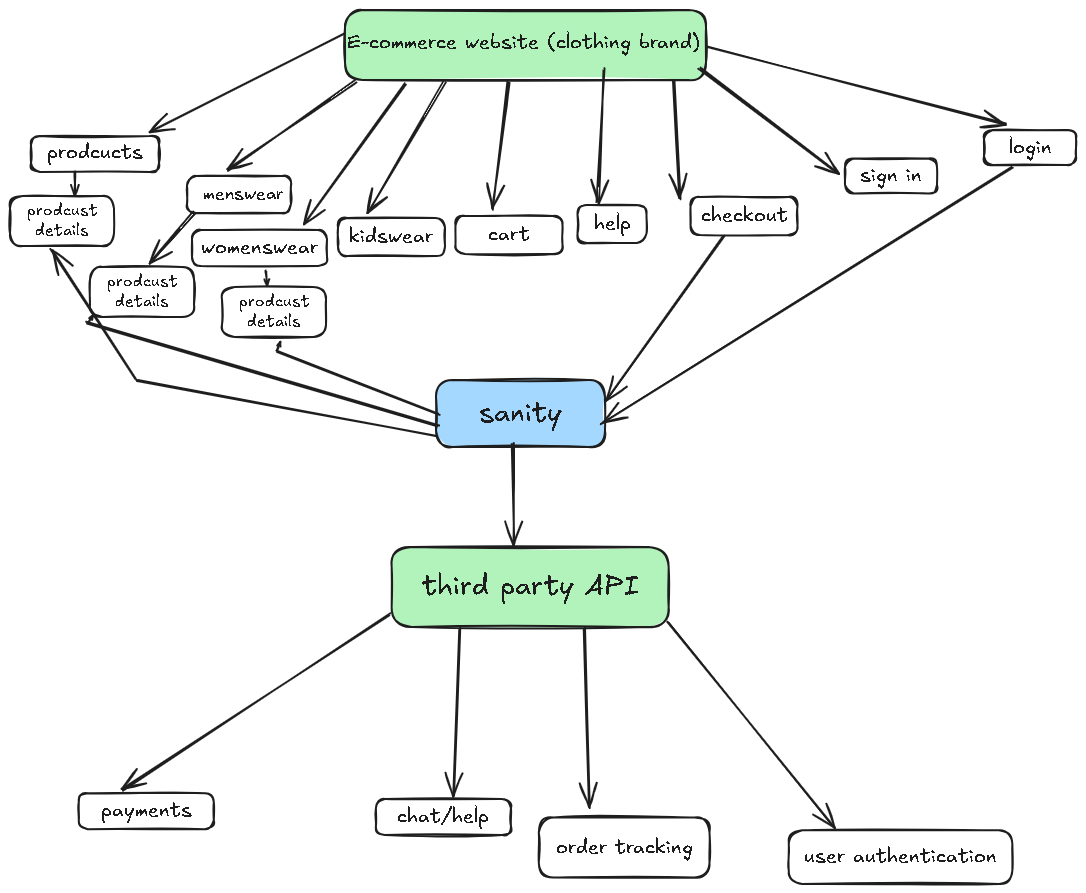 E-commerce website (clothing brand)
prodcucts
login
sign in
menswear
prodcust
details
checkout
help
cart
kidswear
womenswear
prodcust
details
prodcust
details
sanity
third party API
payments
chat/help
order tracking
user authentication